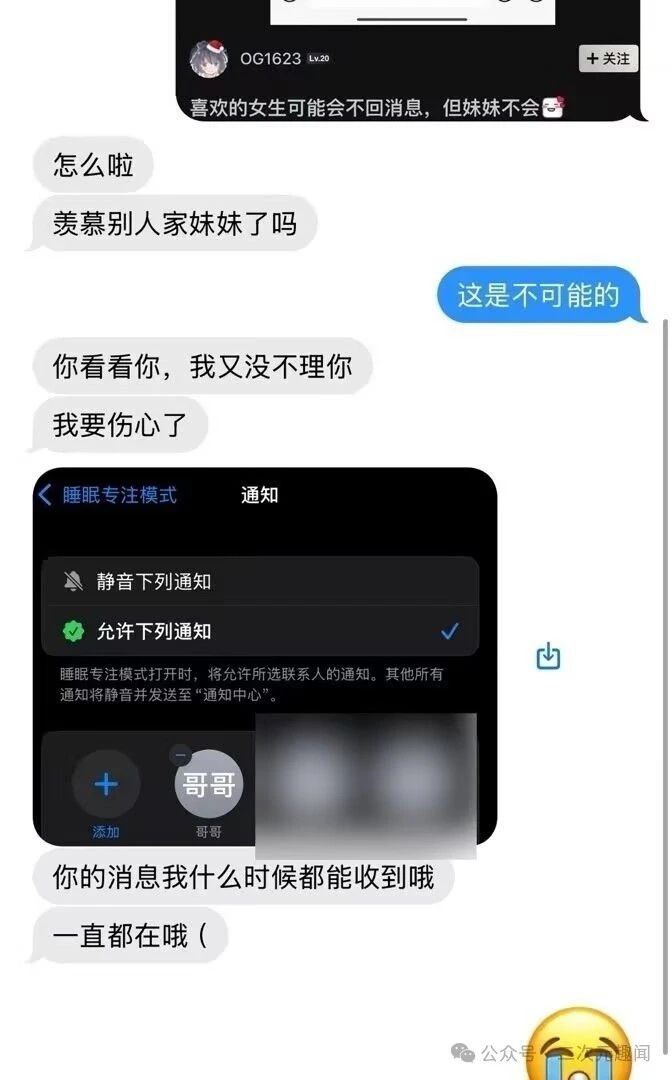 OG1623 Lv.20
+ 关注
喜欢的女生可能会不回消息，但妹妹不会
怎么啦
羡慕别人家妹妹了吗
这是不可能的
你看看你，我又没不理你
我要伤心了
睡眠专注模式
通知
静音下列通知
允许下列通知
睡眠专注模式打开时，将允许所选联系人的通知。其他所有
通知将静音并发送至“通知中心”。
哥哥
添加
哥哥
你的消息我什么时候都能收到哦
一直都在哦（
公众号
二次元趣闻